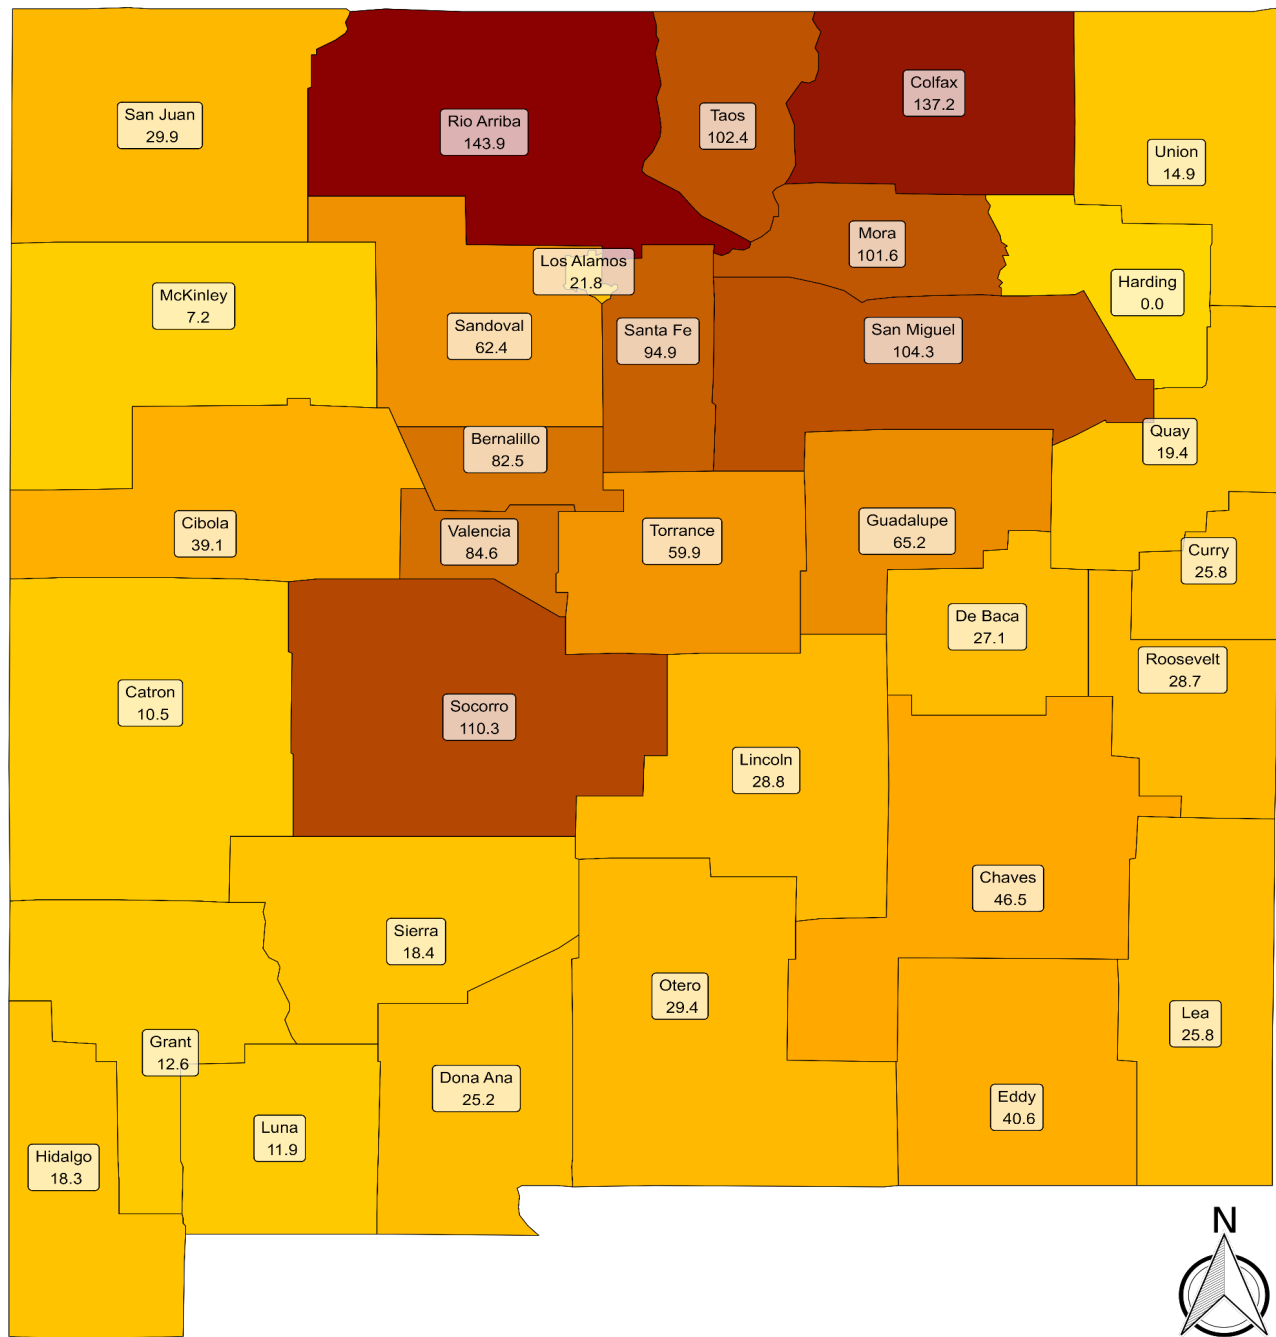 San Juan
29.9
Rio Arriba
143.9
Taos
102.4
Colfax
137.2
Union
14.9
Mora
101.6
Los Alamos
21.8
Harding
0.0
McKinley
7.2
Sandoval
62.4
Santa Fe
94.9
San Miguel
104.3
Bernalillo
82.5
Quay
19.4
Cibola
39.1
Valencia
84.6
Torrance
59.9
Guadalupe
65.2
Curry
25.8
De Baca
27.1
Roosevelt
28.7
Catron
10.5
Socorro
110.3
Lincoln
28.8
Chaves
46.5
Sierra
18.4
Otero
29.4
Lea
25.8
Grant
12.6
Dona Ana
25.2
Eddy
40.6
Luna
11.9
Hidalgo
18.3
N